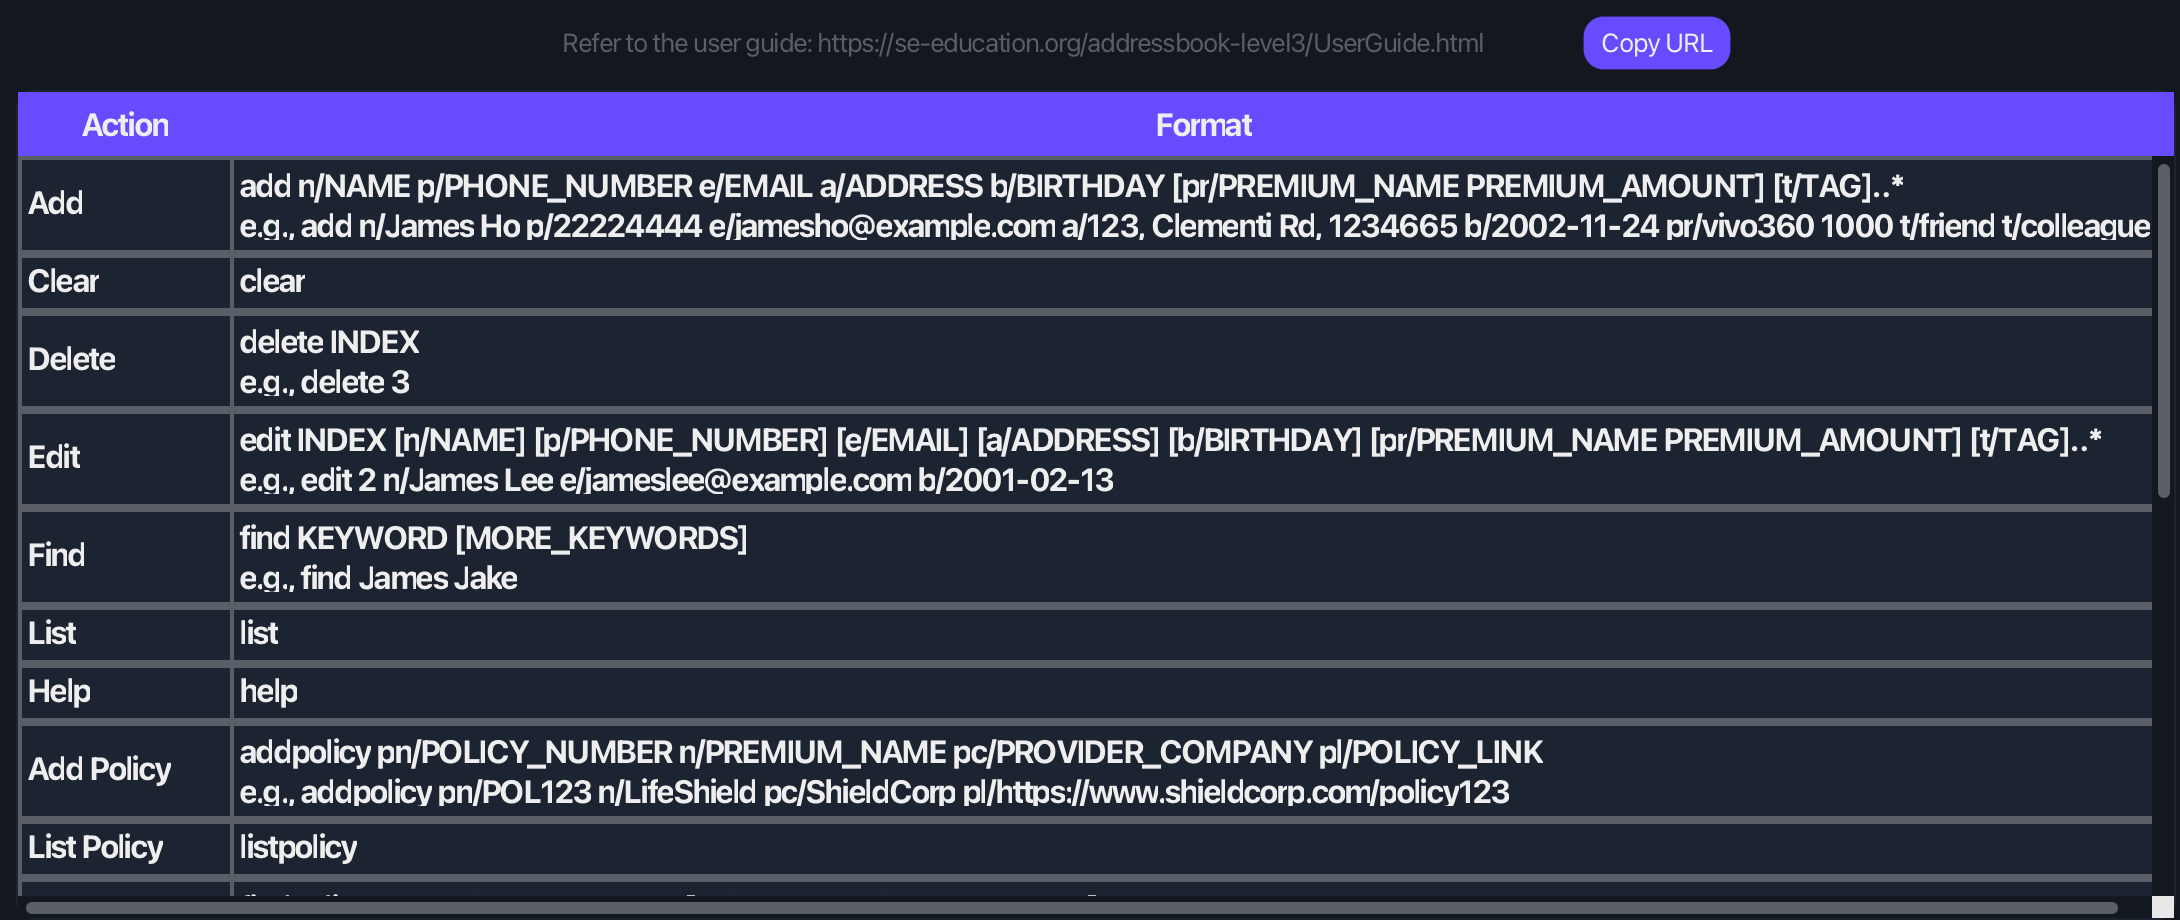 Refer to the user guide: https://se-education.org/addressbook-level3/UserGuide.html
Copy URL
Action Format
Add
add n/NAME p/PHONE_NUMBER e/EMAIL a/ADDRESS b/BIRTHDAY [pr/PREMIUM_NAME PREMIUM_AMOUNT] [t/TAG]..*
e.g., add n/James Ho p/22224444 e/jamesho@example.com a/123, Clementi Rd, 1234665 b/2002-11-24 pr/vivo360 1000 t/friend t/colleague
Clear
clear
Delete
delete INDEX
e.g., delete 3
Edit
edit INDEX [n/NAME] [p/PHONE_NUMBER] [e/EMAIL] [a/ADDRESS] [b/BIRTHDAY] [pr/PREMIUM_NAME PREMIUM_AMOUNT] [t/TAG]..*
e.g., edit 2 n/James Lee e/jameslee@example.com b/2001-02-13
Find
find KEYWORD [MORE_KEYWORDS]
e.g., find James Jake
List
list
Help
help
Add Policy
addpolicy pn/POLICY_NUMBER n/PREMIUM_NAME pc/PROVIDER_COMPANY pl/POLICY_LINK
e.g., addpolicy pn/POL123 n/LifeShield pc/ShieldCorp pl/https://www.shieldcorp.com/policy123
List Policy
listpolicy